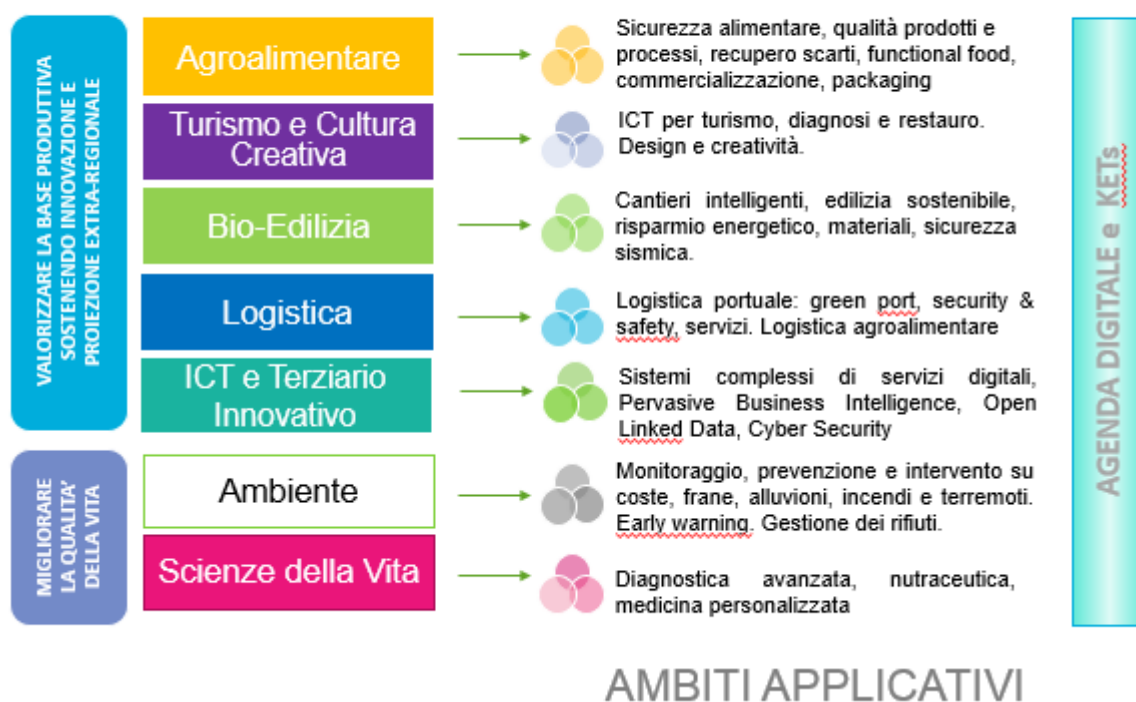 VALORIZZARE LA BASE PRODUTTIVA
SOSTENENDO INNOVAZIONE E
PROIEZIONE EXTRA-REGIONALE
Agroalimentare
Sicurezza alimentare, qualità prodotti e
processi, recupero scarti, functional food,
commercializzazione, packaging
Turismo e Cultura
Creativa
ICT per turismo, diagnosi e restauro.
Design e creatività.
Bio-Edilizia
Cantieri intelligenti, edilizia sostenibile,
risparmio energetico, materiali, sicurezza
sismica.
Logistica
Logistica portuale: green port, security &
safety, servizi. Logistica agroalimentare
ICT e Terziario
Innovativo
Sistemi complessi di servizi digitali,
Pervasive Business Intelligence, Open
Linked Data, Cyber Security
MIGLIORARE
LA QUALITA'
DELLA VITA
Ambiente
Monitoraggio, prevenzione e intervento su
coste, frane, alluvioni, incendi e terremoti.
Early warning. Gestione dei rifiuti.
Scienze della Vita
Diagnostica avanzata, nutraceutica,
medicina personalizzata
AGENDA DIGITALE e KETs
AMBITI APPLICATIVI